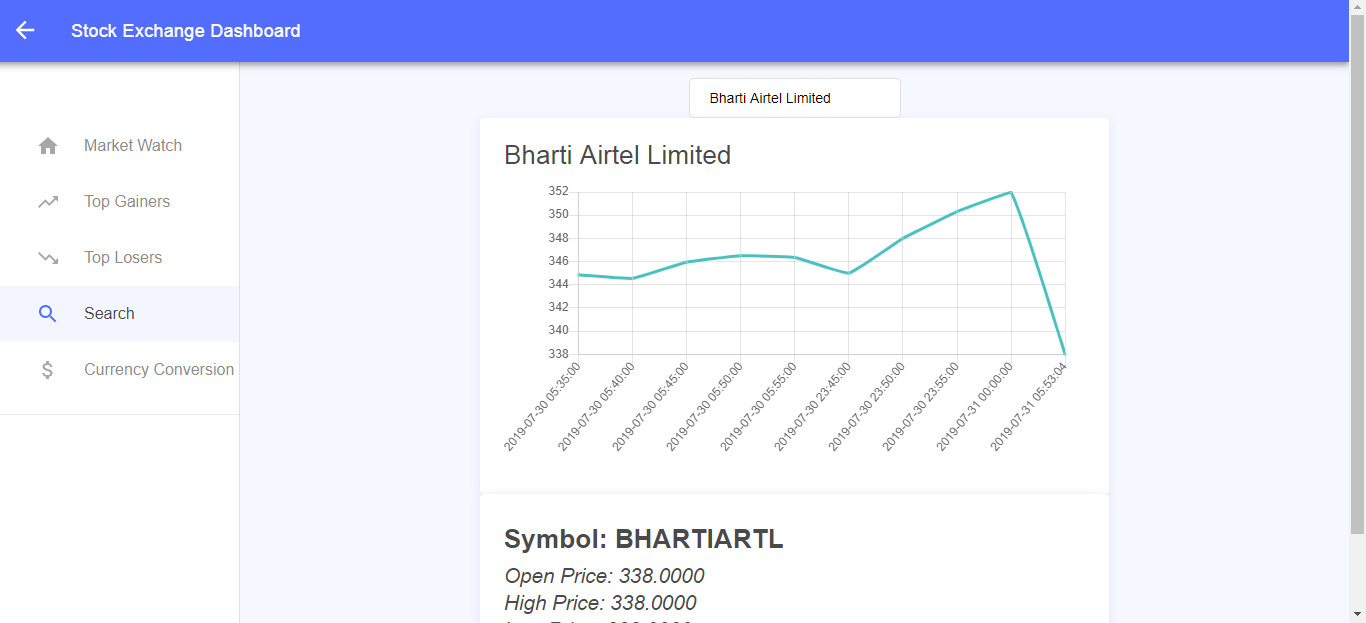 Stock Exchange Dashboard
Bharti Airtel Limited
Market Watch
Top Gainers
Top Losers
Search
Currency Conversion
Bharti Airtel Limited
352
350
348
346
344
342
340
338
2019-07-30 05:35:00
2019-07-30 05:40:00
2019-07-30 05:45:00
2019-07-30 05:50:00
2019-07-30 05:55:00
2019-07-30 23:45:00
2019-07-30 23:50:00
2019-07-30 23:55:00
2019-07-31 00:00:00
2019-07-31 05:53:04
Symbol: BHARTIARTL
Open Price: 338.0000
High Price: 338.0000